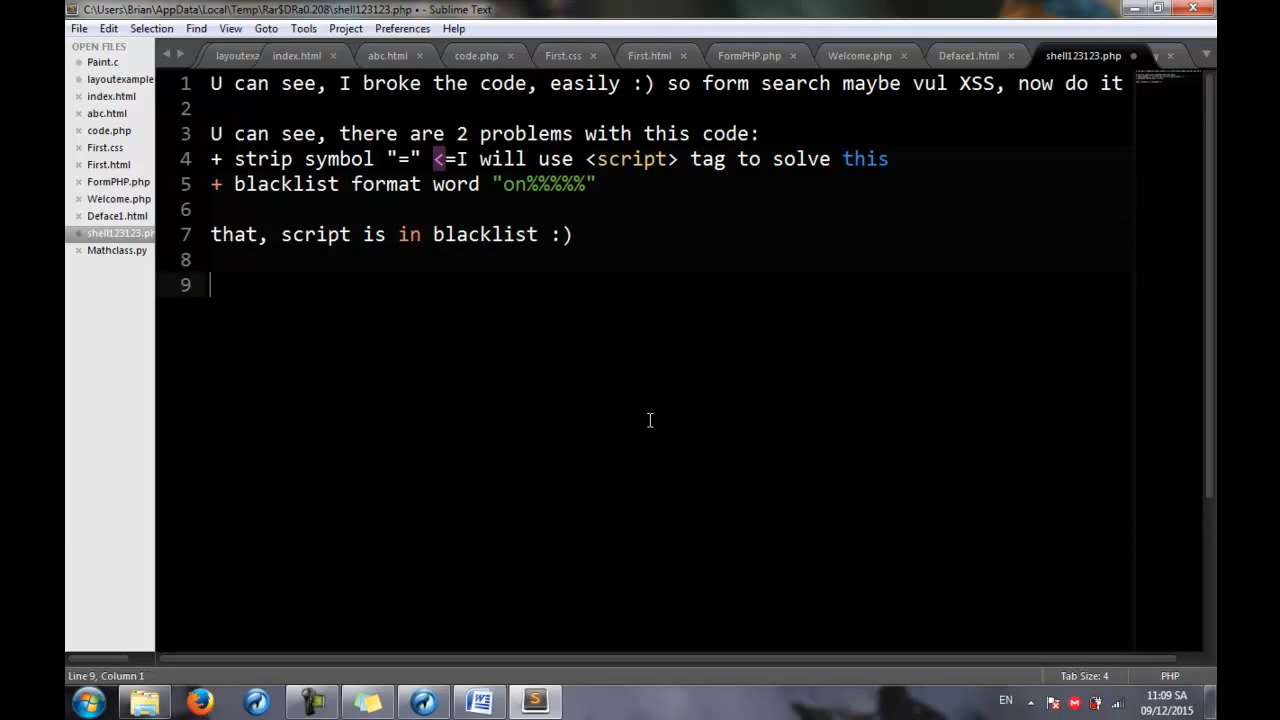 C:\Users\Brian\AppData\Local\Temp\Rar$DRa0.208\shell123123.php • - Sublime Text
File Edit Selection Find View Goto Tools Project Preferences Help
OPEN FILES
Paint.c
layoutexample
index.html
abc.html
code.php
First.css
First.html
FormPHP.php
Welcome.php
Deface1.html
shell123123.ph
Mathclass.py
layoutexa index.html abc.html code.php First.css First.html FormPHP.php Welcome.php Deface1.html shell123123.php
1 U can see, I broke the code, easily :) so form search maybe vul XSS, now do it
2
3 U can see, there are 2 problems with this code:
4 + strip symbol "=" <=I will use <script> tag to solve this
5 + blacklist format word "on%%%%%"
6
7 that, script is in blacklist :)
8
9
Line 9, Column 1
Tab Size: 4
PHP
EN
11:09 SA
09/12/2015